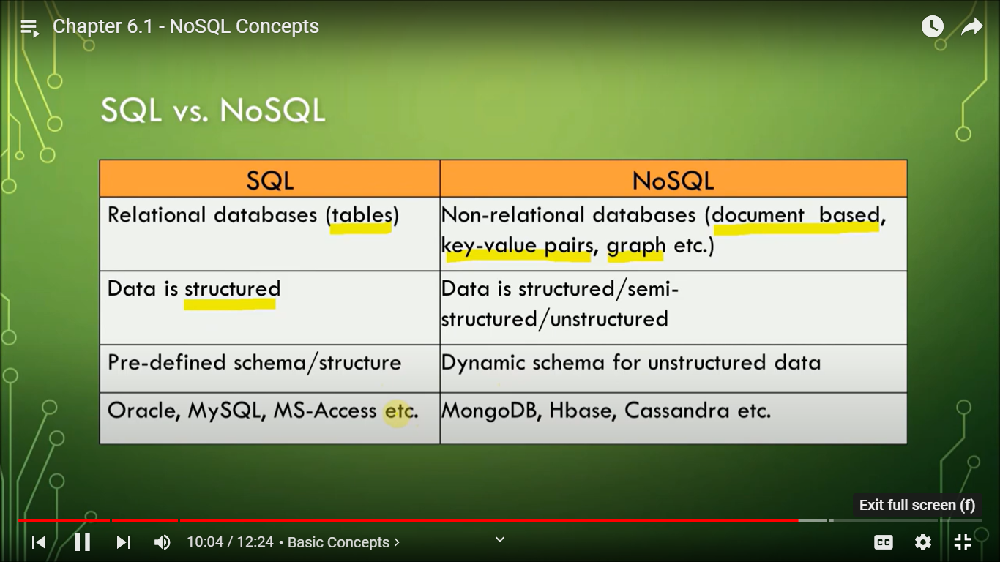 Chapter 6.1 - NoSQL Concepts
SQL vs. NoSQL
SQL
NoSQL
Relational databases (tables)
Non-relational databases (document based,
key-value pairs, graph etc.)
Data is structured
Data is structured/semi-
structured/unstructured
Pre-defined schema/structure
Dynamic schema for unstructured data
Oracle, MySQL, MS-Access etc.
MongoDB, Hbase, Cassandra etc.
Exit full screen (f)
10:04 / 12:24 • Basic Concepts >
CC